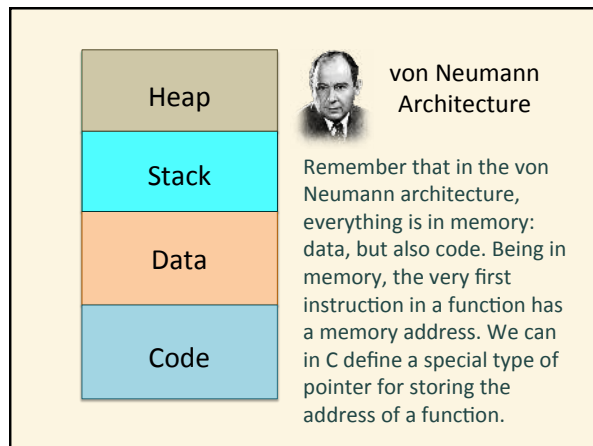 Heap
Stack
Data
Code
von Neumann
Architecture
Remember that in the von
Neumann architecture,
everything is in memory:
data, but also code. Being in
memory, the very first
instruction in a function has
a memory address. We can
in C define a special type of
pointer for storing the
address of a function.